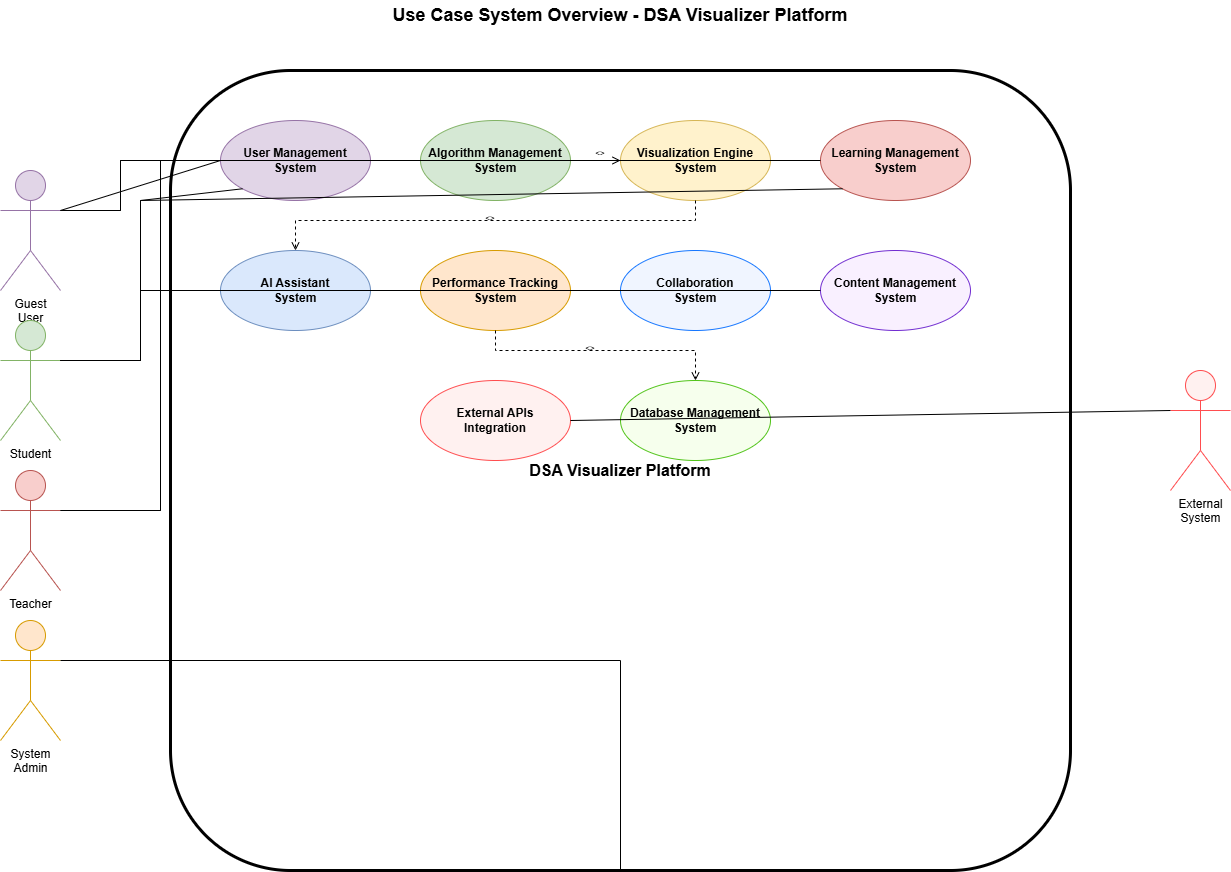 Use Case System Overview - DSA Visualizer Platform
User Management
System
Algorithm Management
System
Visualization Engine
System
Learning Management
System
Guest
User
AI Assistant
System
Performance Tracking
System
Collaboration
System
Content Management
System
Student
External APIs
Integration
Database Management
System
DSA Visualizer Platform
External
System
Teacher
System
Admin